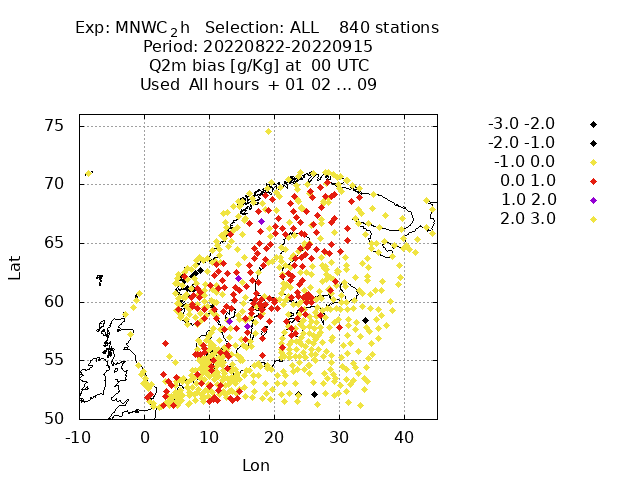 Exp: MNWC_2h Selection: ALL 840 stations
Period: 20220822-20220915
Q2m bias [g/Kg] at 00 UTC
Used All hours + 01 02 ... 09
75
70
65
60
55
50
-10 0 10 20 30 40
Lat
Lon
-3.0 -2.0
-2.0 -1.0
-1.0 0.0
0.0 1.0
1.0 2.0
2.0 3.0